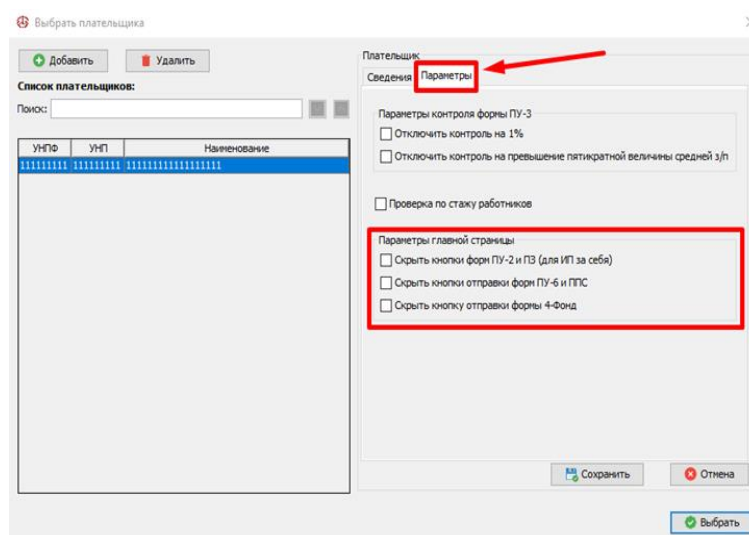 Выбрать плательщика
Добавить
Удалить
Список плательщиков:
Поиск:
УНПФ УНП Наименование
111111111 111111111 111111111111111111
Плательщик
Сведения Параметры
Параметры контроля формы ПУ-3
Отключить контроль на 1%
Отключить контроль на превышение пятикратной величины средней з/п
Проверка по стажу работников
Параметры главной страницы
Скрыть кнопки форм ПУ-2 и ПЗ (для ИП за себя)
Скрыть кнопки отправки форм ПУ-6 и ППС
Скрыть кнопку отправки формы 4-Фонд
Сохранить
Отмена
Выбрать